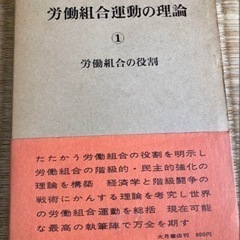 労働組合運動の理論
①
労働組合の役割
たたかう労働組合の役割を明示し
労働組合の階級的・民主的強化の
理論を構築 経済学と階級闘争の
戦術にかんする理論を考究し世界
の労働組合運動を総括 現在可能
な最高の執筆陣で万全を期す
大月書店刊 800円